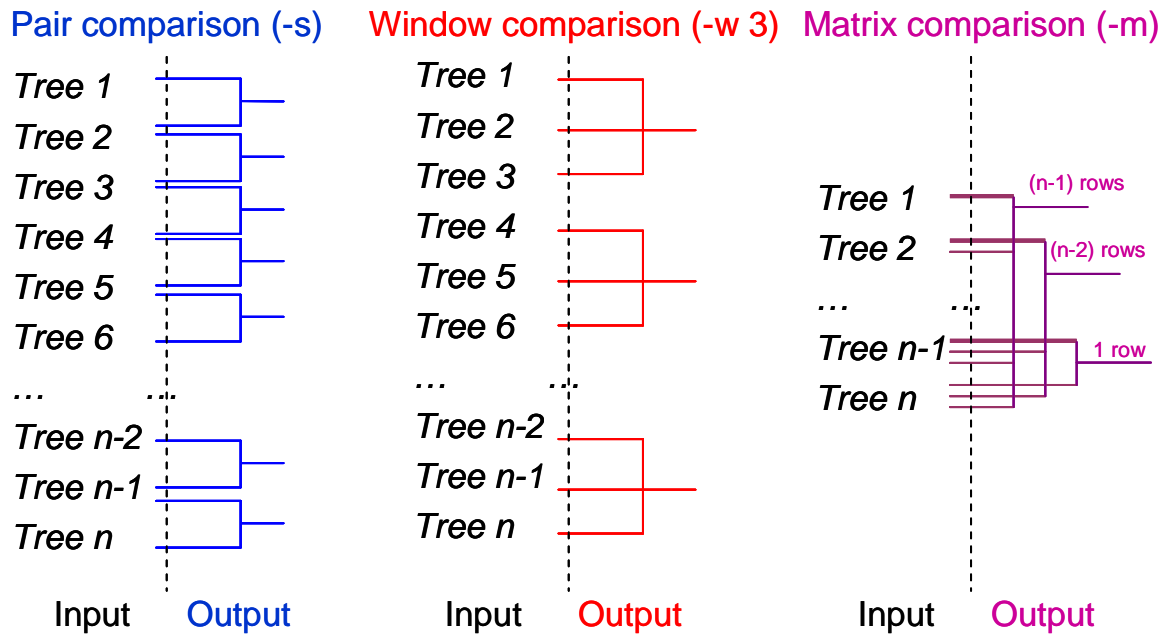 Pair comparison (-s)
Tree 1
Tree 2
Tree 3
Tree 4
Tree 5
Tree 6
... ...
Tree n-2
Tree n-1
Tree n
Input Output
Window comparison (-w 3)
Tree 1
Tree 2
Tree 3
Tree 4
Tree 5
Tree 6
... ...
Tree n-2
Tree n-1
Tree n
Input Output
Matrix comparison (-m)
(n-1) rows
Tree 1
Tree 2
(n-2) rows
... ...
Tree n-1
1 row
Tree n
Input Output